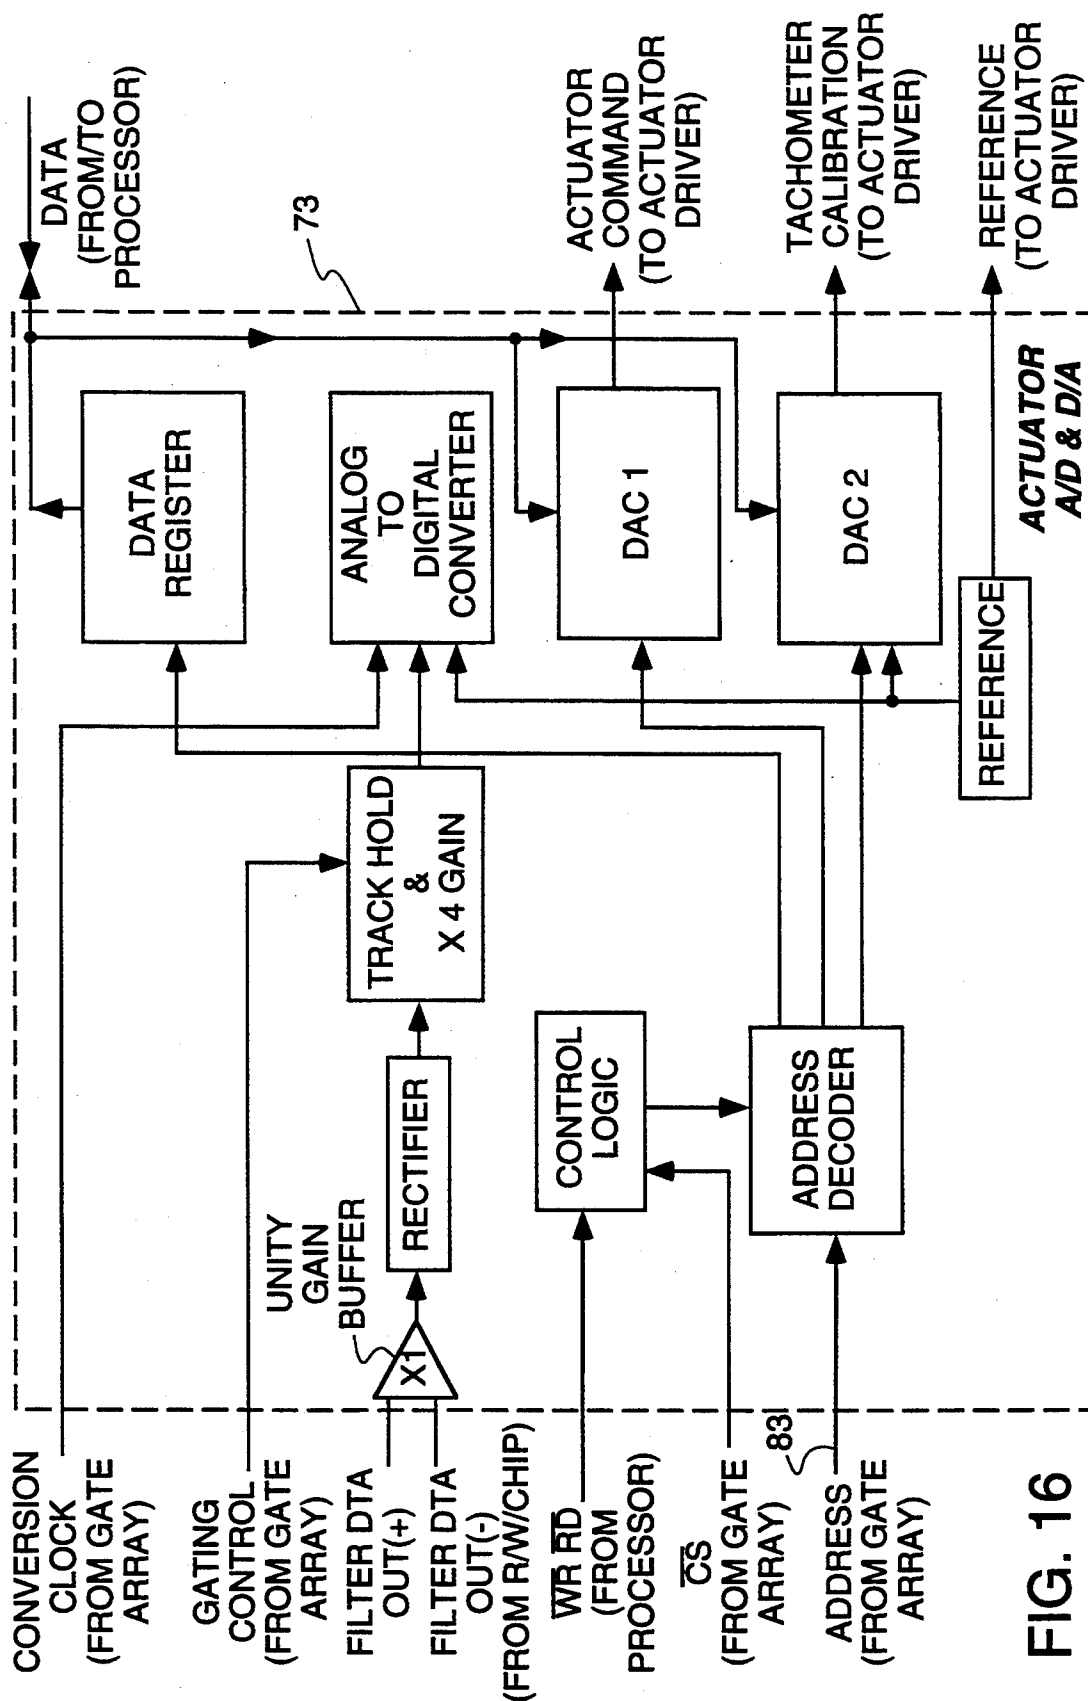 CONVERSION
CLOCK
(FROM GATE
ARRAY)
GATING
CONTROL
(FROM GATE
ARRAY)
FILTER DTA
OUT(+)
FILTER DTA
OUT(-)
(FROM R/W/CHIP)
WR RD
(FROM
PROCESSOR)
CS
(FROM GATE
ARRAY)
83
ADDRESS
(FROM GATE
ARRAY)
UNITY
GAIN
BUFFER
X1
RECTIFIER
TRACK HOLD
&
X 4 GAIN
CONTROL
LOGIC
ADDRESS
DECODER
DATA
REGISTER
ANALOG
TO
DIGITAL
CONVERTER
DAC 1
DAC 2
REFERENCE
ACTUATOR
A/D & D/A
73
DATA
(FROM/TO
PROCESSOR)
ACTUATOR
COMMAND
(TO ACTUATOR
DRIVER)
TACHOMETER
CALIBRATION
(TO ACTUATOR
DRIVER)
REFERENCE
(TO ACTUATOR
DRIVER)
FIG. 16